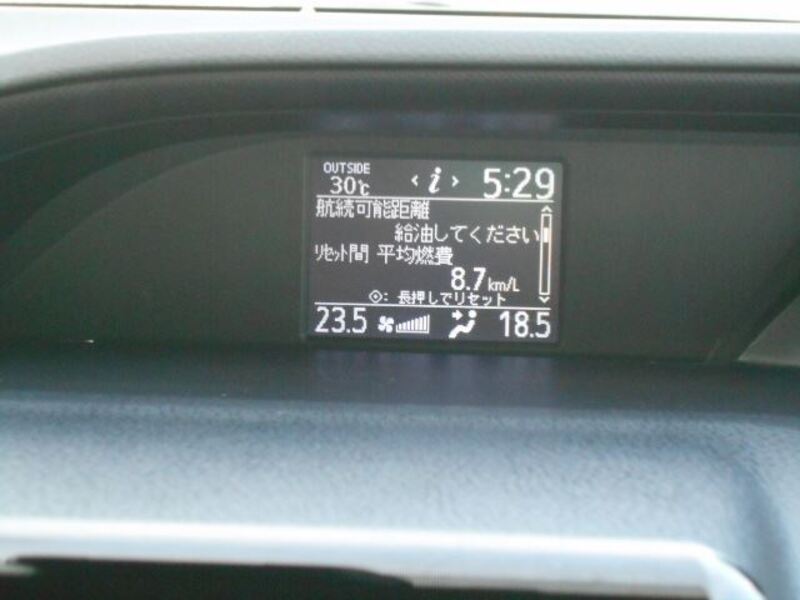 OUTSIDE
30℃ ‹ i › 5:29
航続可能距離
給油してください
リセット間 平均燃費
8.7 km/L
: 長押しでリセット
23.5 18.5